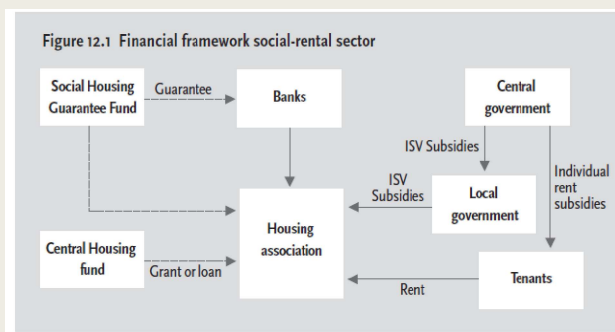 Figure 12.1 Financial framework social-rental sector
Social Housing
Guarantee Fund
Guarantee
Banks
Central
government
ISV Subsidies
Individual
rent
subsidies
ISV
Subsidies
Local
government
Housing
association
Central Housing
fund
Grant or loan
Rent
Tenants